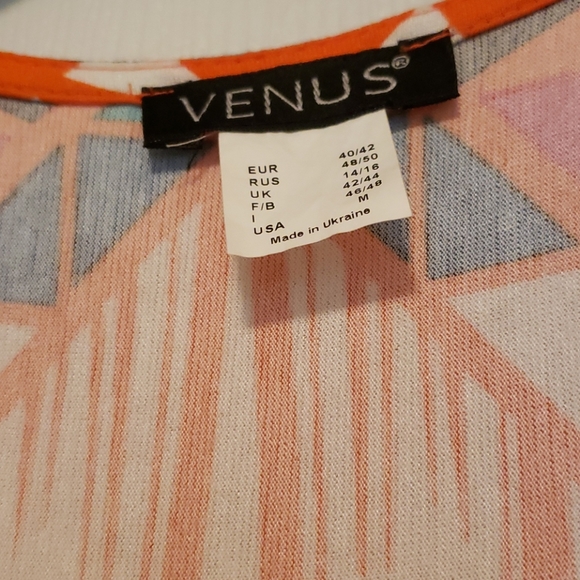 VENUS®
EUR 40/42
RUS 48/50
UK 14/16
F/B 42/44
I 46/48
USA M
Made in Ukraine